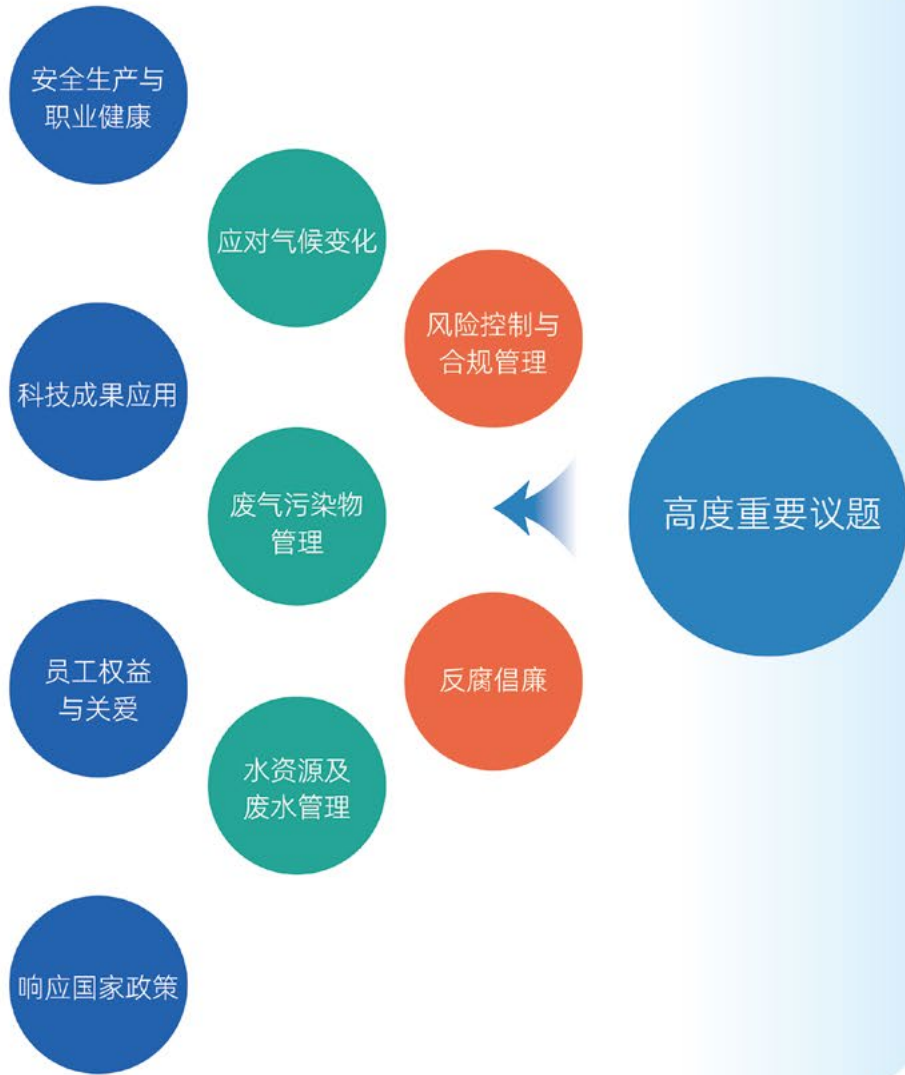 安全生产与
职业健康
应对气候变化
风险控制与
合规管理
科技成果应用
废气污染物
管理
高度重要议题
员工权益
与关爱
反腐倡廉
水资源及
废水管理
响应国家政策